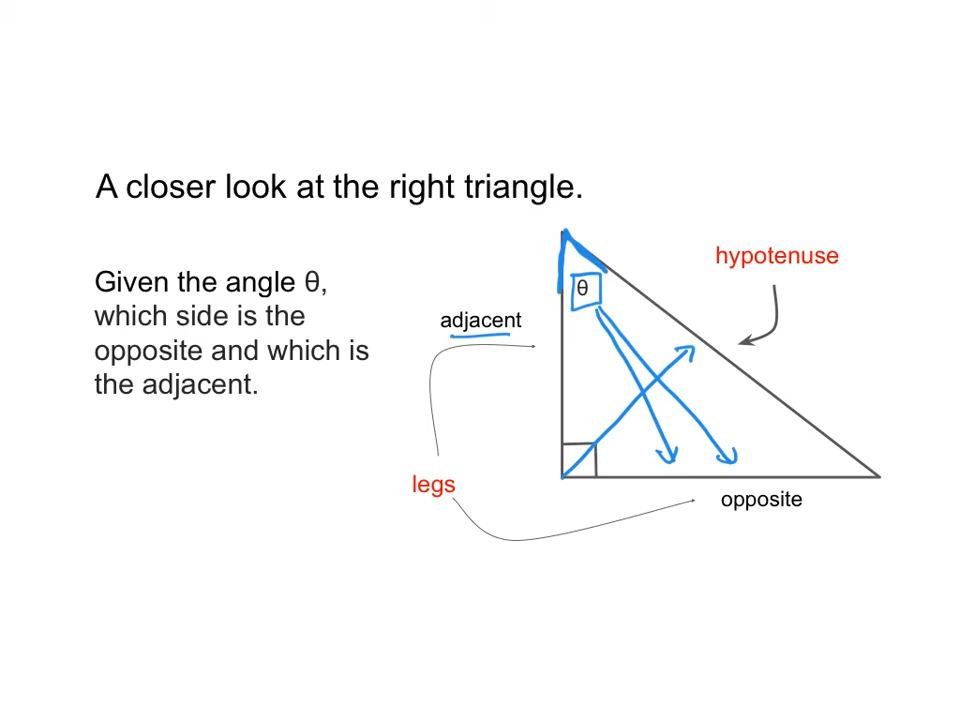 A closer look at the right triangle.
Given the angle θ,
which side is the
opposite and which is
the adjacent.
hypotenuse
θ
adjacent
legs
opposite